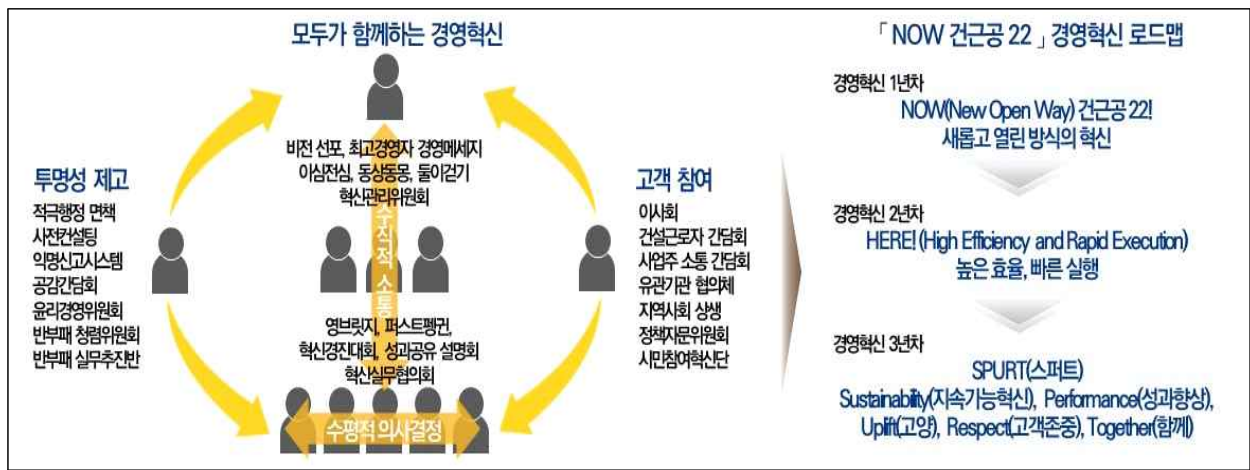 모두가 함께하는 경영혁신
비전 선포, 최고경영자 경영메세지
이심전심, 동상동몽, 둘이걷기
혁신관리위원회
투명성 제고
적극행정 면책
사전컨설팅
익명신고시스템
공감간담회
윤리경영위원회
반부패 청렴위원회
반부패 실무추진반
수직적 소통
영브릿지, 퍼스트펭귄,
혁신경진대회, 성과공유 설명회
혁신실무협의회
수평적 의사결정
고객 참여
이사회
건설근로자 간담회
사업주 소통 간담회
유관기관 협의체
지역사회 상생
정책자문위원회
시민참여혁신단
「NOW 건근공 22」 경영혁신 로드맵
경영혁신 1년차
NOW(New Open Way) 건근공 22!
새롭고 열린 방식의 혁신
경영혁신 2년차
HERE! (High Efficiency and Rapid Execution)
높은 효율, 빠른 실행
경영혁신 3년차
SPURT(스퍼트)
Sustainability(지속가능혁신), Performance(성과향상),
Uplift(고양), Respect(고객존중), Together(함께)